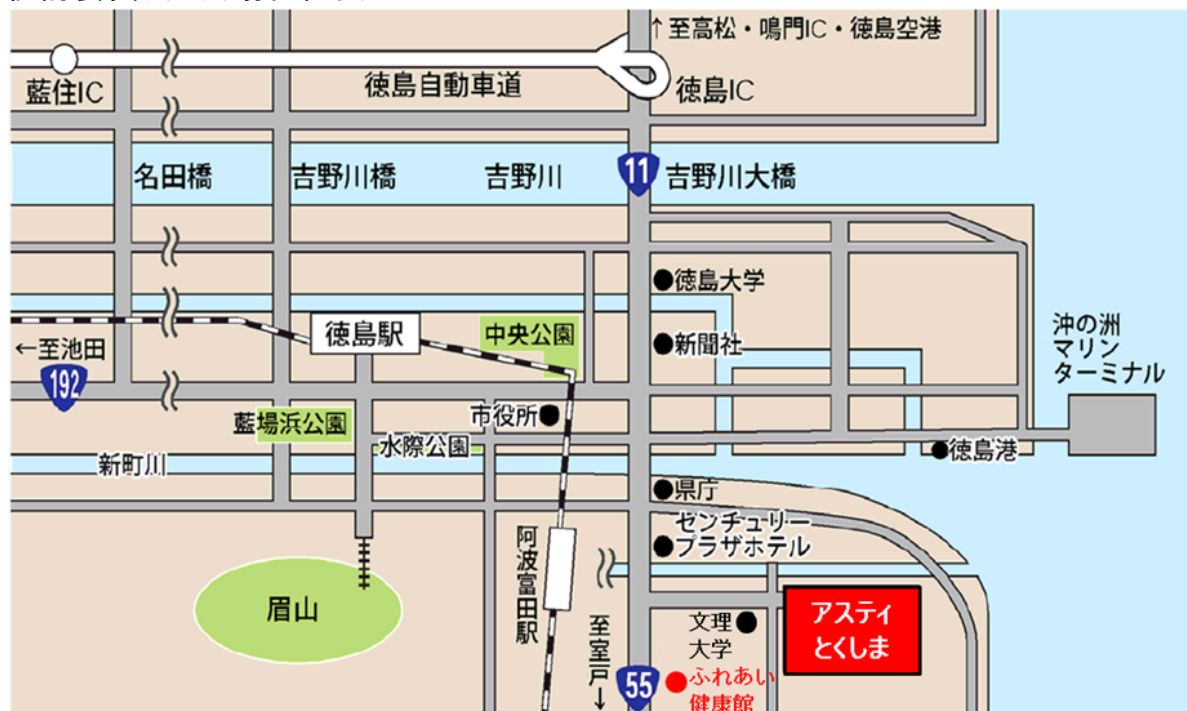 ↑至高松・鳴門IC・徳島空港
藍住IC
徳島自動車道
徳島IC
名田橋
吉野川橋
吉野川
11
吉野川大橋
徳島大学
徳島駅
中央公園
新聞社
←至池田
192
沖の洲
マリン
ターミナル
藍場浜公園
市役所
水際公園
徳島港
新町川
県庁
センチュリー
プラザホテル
阿波富田駅
眉山
至室戸→
文理
大学
アスティ
とくしま
55
ふれあい
健康館